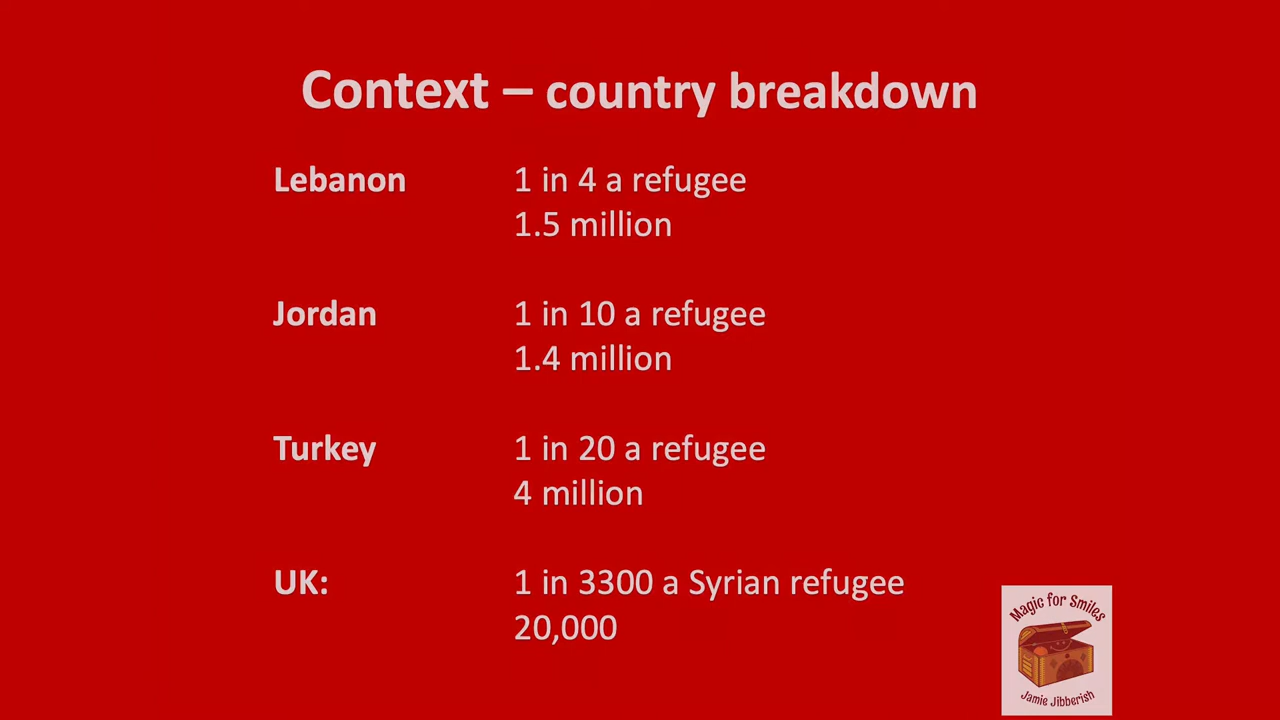 Context – country breakdown
Lebanon 1 in 4 a refugee
1.5 million
Jordan 1 in 10 a refugee
1.4 million
Turkey 1 in 20 a refugee
4 million
UK: 1 in 3300 a Syrian refugee
20,000
Magic for Smiles
Jamie Jibberish